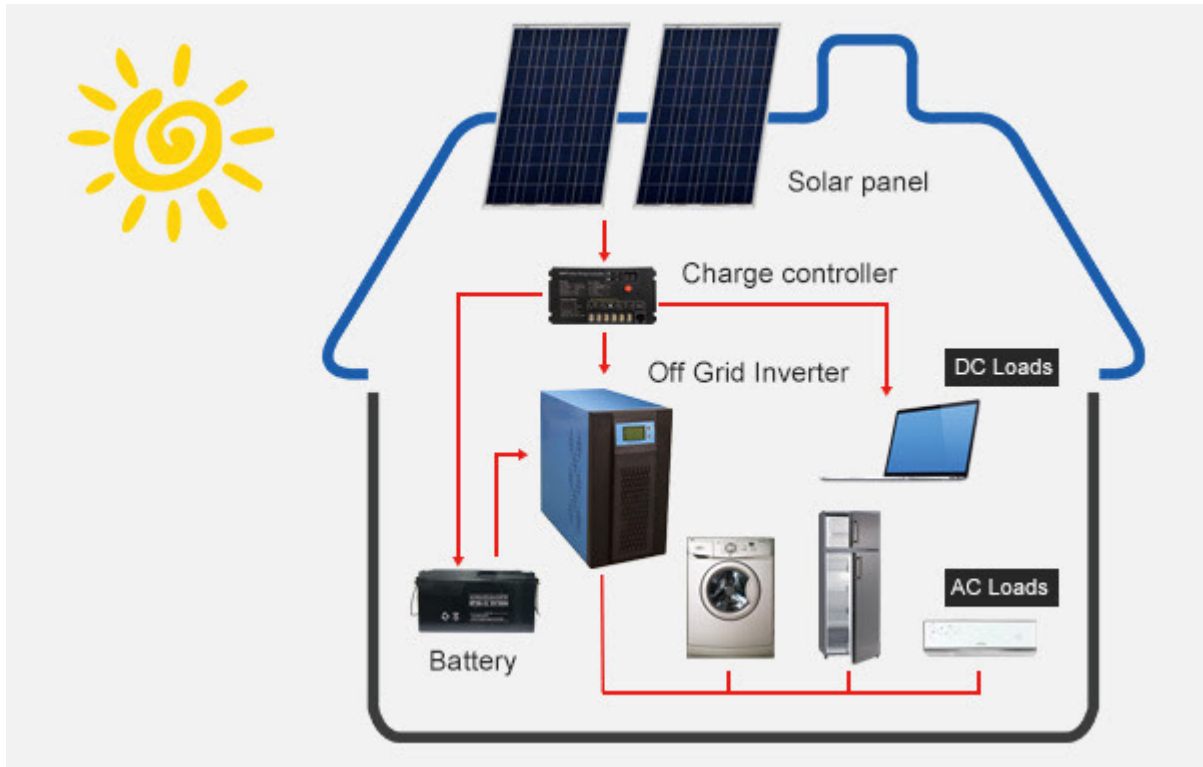 Solar panel
Charge controller
Off Grid Inverter
DC Loads
AC Loads
Battery